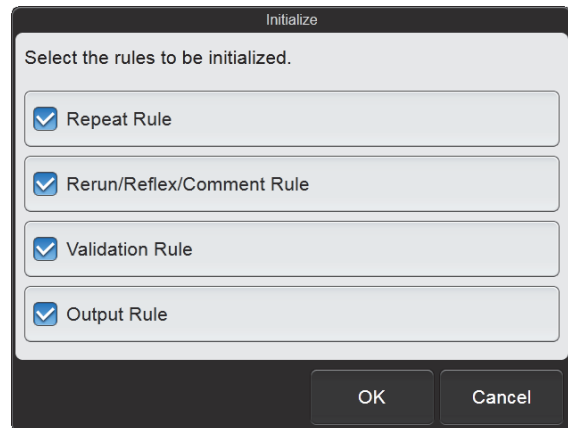 Initialize
Select the rules to be initialized.
Repeat Rule
Rerun/Reflex/Comment Rule
Validation Rule
Output Rule
OK
Cancel